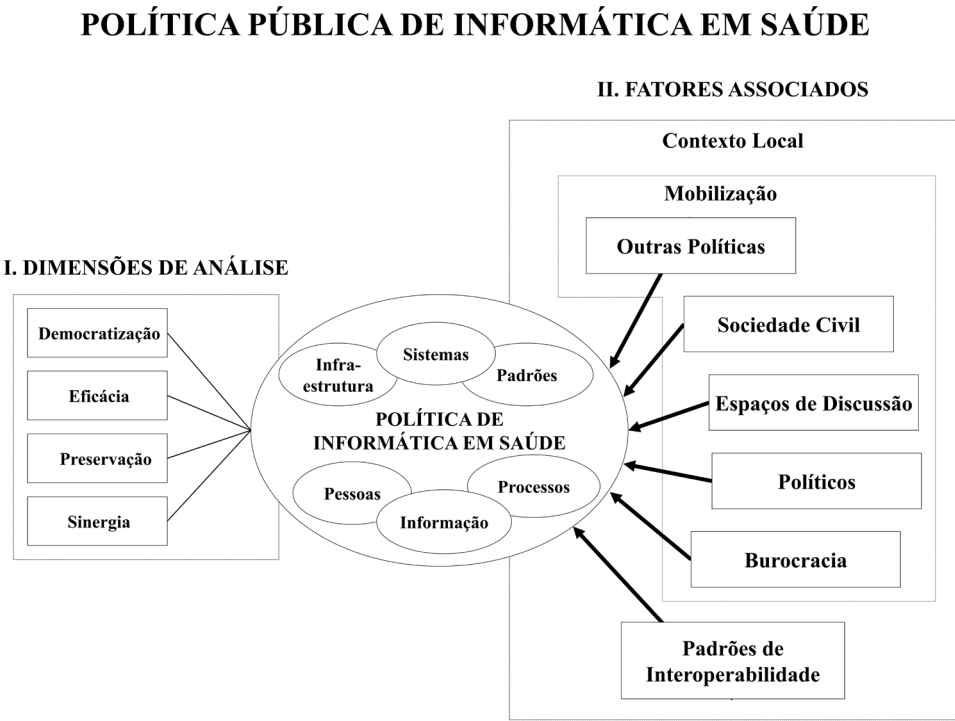 POLÍTICA PÚBLICA DE INFORMÁTICA EM SAÚDE
II. FATORES ASSOCIADOS
Contexto Local
Mobilização
Outras Políticas
Sociedade Civil
Espaços de Discussão
Políticos
Burocracia
Padrões de
Interoperabilidade
I. DIMENSÕES DE ANÁLISE
Democratização
Eficácia
Preservação
Sinergia
Infra-
estrutura
Sistemas
Padrões
POLÍTICA DE
INFORMÁTICA EM SAÚDE
Pessoas
Informação
Processos